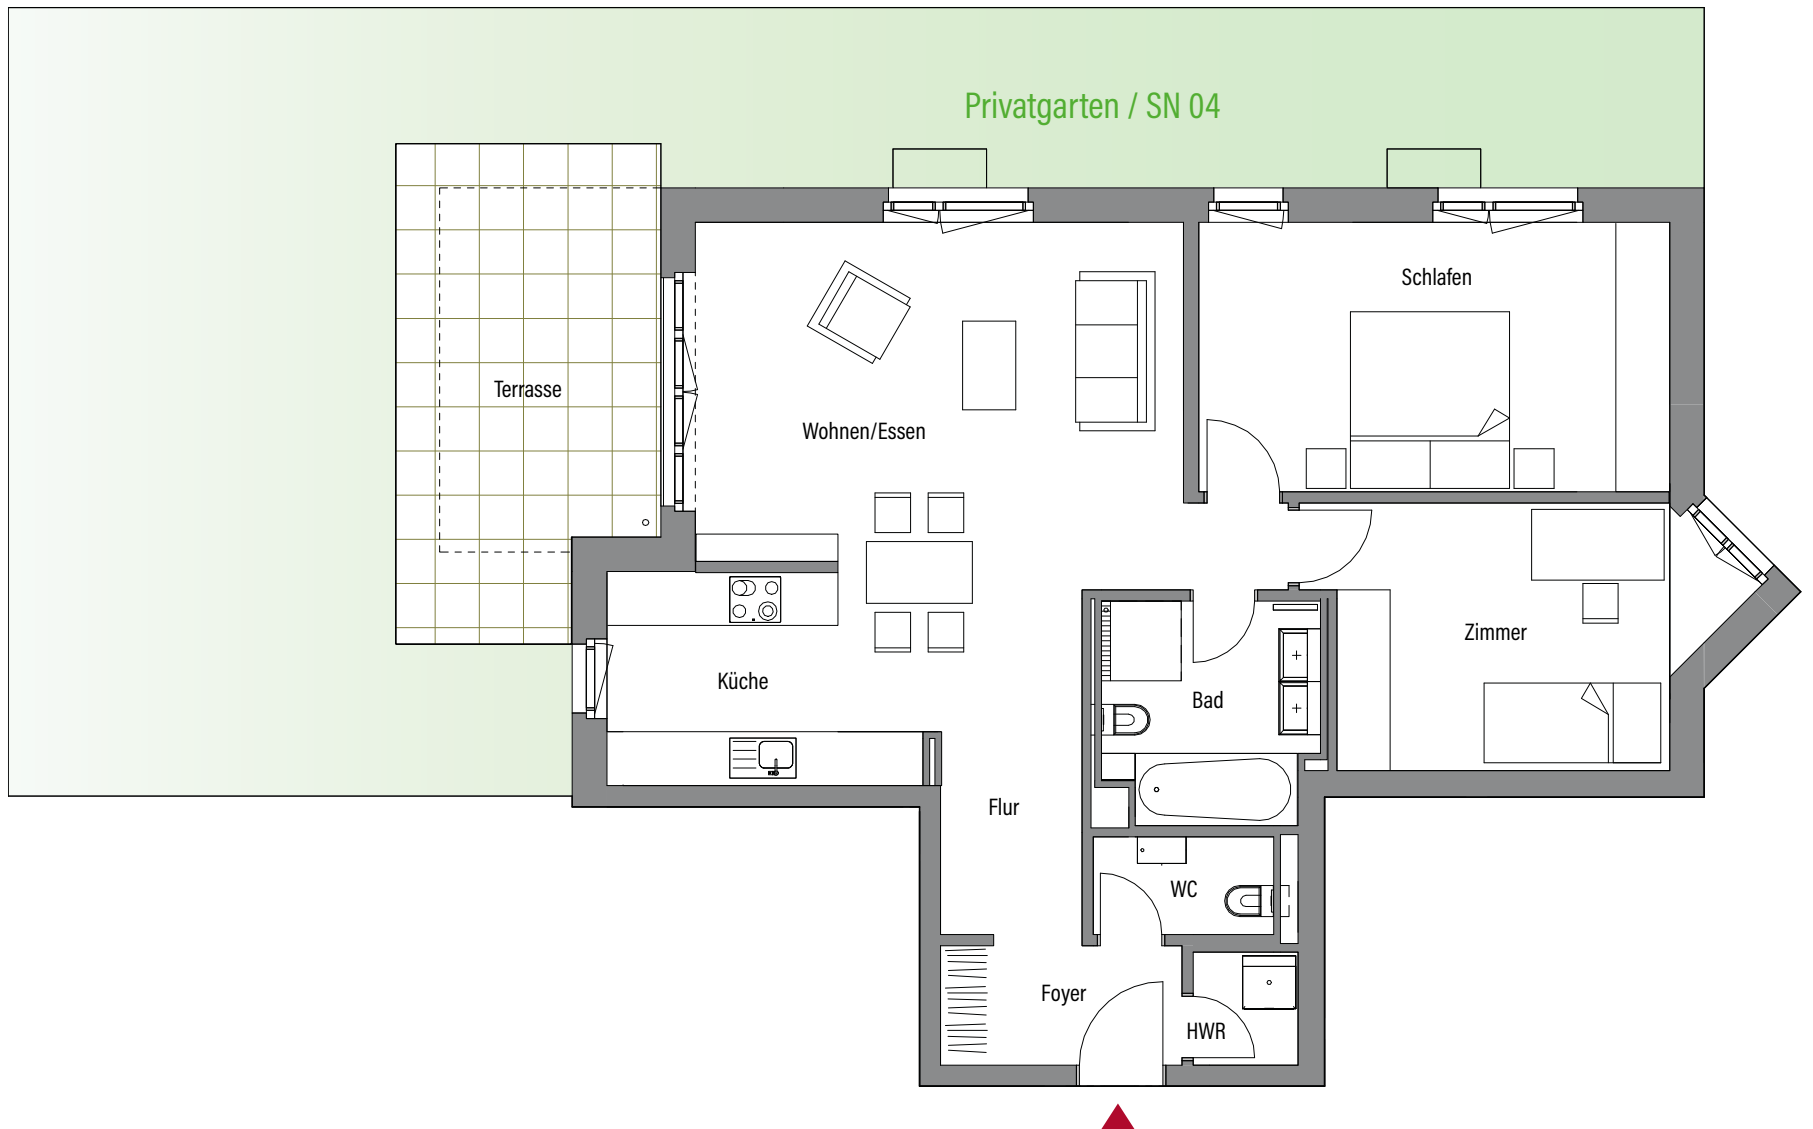 Privatgarten / SN 04
Schlafen
Terrasse
Wohnen/Essen
Zimmer
Küche
Bad
Flur
WC
Foyer
HWR